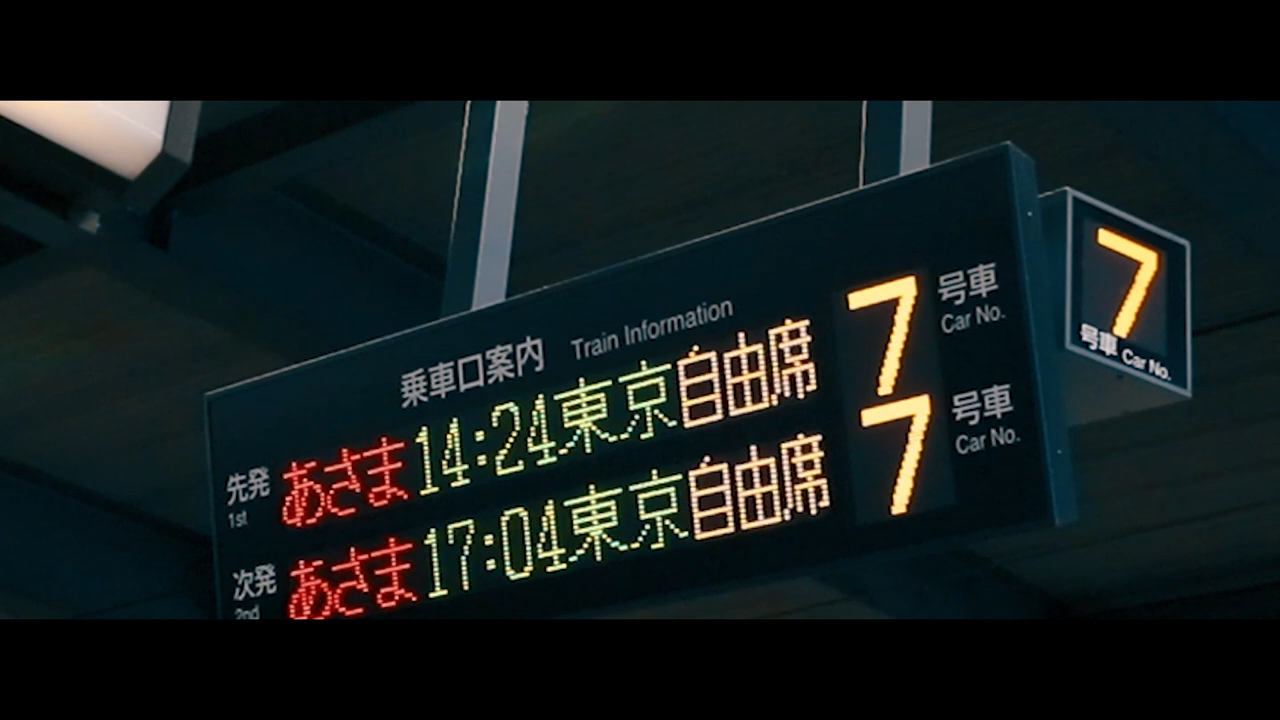 乗車口案内 Train Information
先発 あさま 14:24 東京 自由席 7 号車
1st Car No.
次発 あさま 17:04 東京 自由席 7 号車
2nd Car No.
7
号車 Car No.